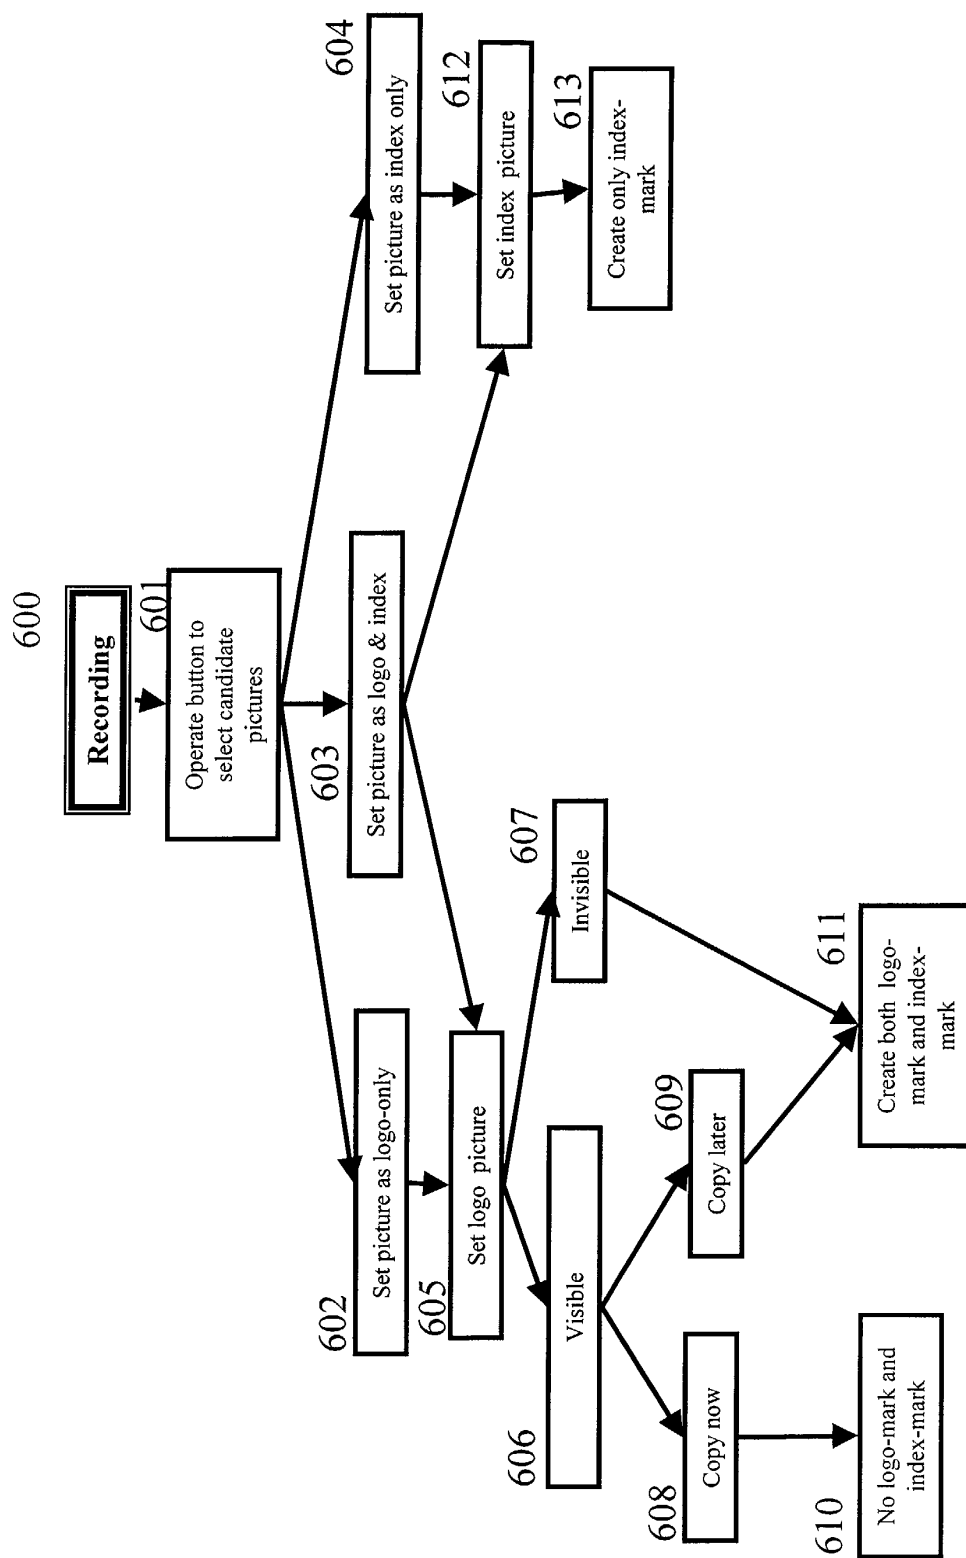 600
Recording
601
Operate button to
select candidate
pictures
602
Set picture as logo-only
603
Set picture as logo & index
604
Set picture as index only
605
Set logo picture
612
Set index picture
606
Visible
607
Invisible
613
Create only index-
mark
608
Copy now
609
Copy later
610
No logo-mark and
index-mark
611
Create both logo-
mark and index-
mark